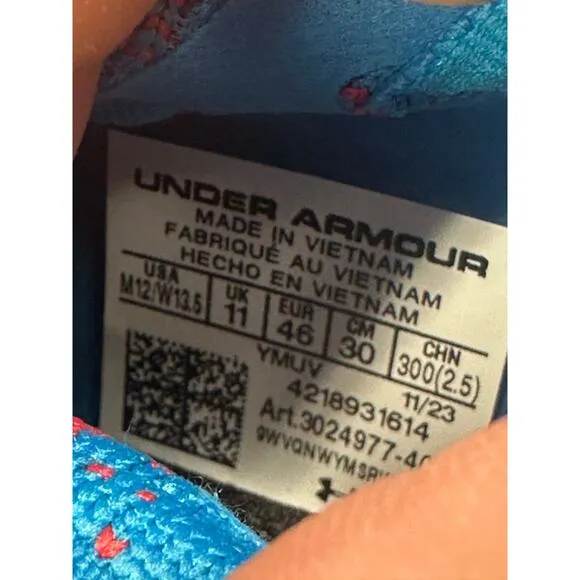 UNDER ARMOUR
MADE IN VIETNAM
FABRIQUÉ AU VIETNAM
HECHO EN VIETNAM
USA UK EUR CM CHN
M12/W13.5 11 46 30 300(2.5)
YMUV 11/23
4218931614
Art.3024977-4